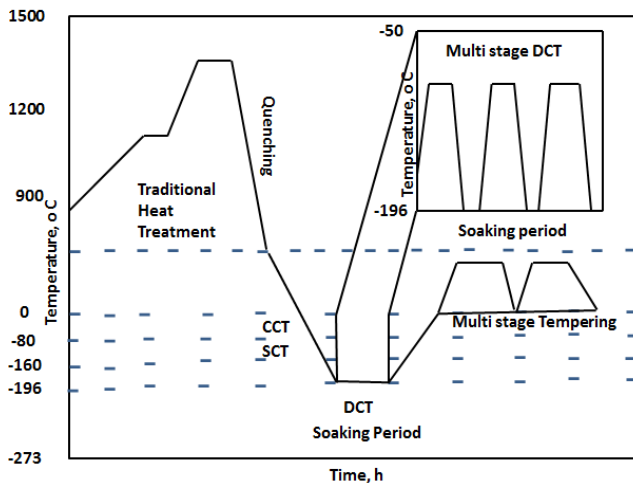 1500
-50
Multi stage DCT
Temperature, o C
-196
Soaking period
1200
Quenching
900
Traditional
Heat
Treatment
Temperature, o C
0
-80
-160
-196
-273
CCT
SCT
Multi stage Tempering
DCT
Soaking Period
Time, h